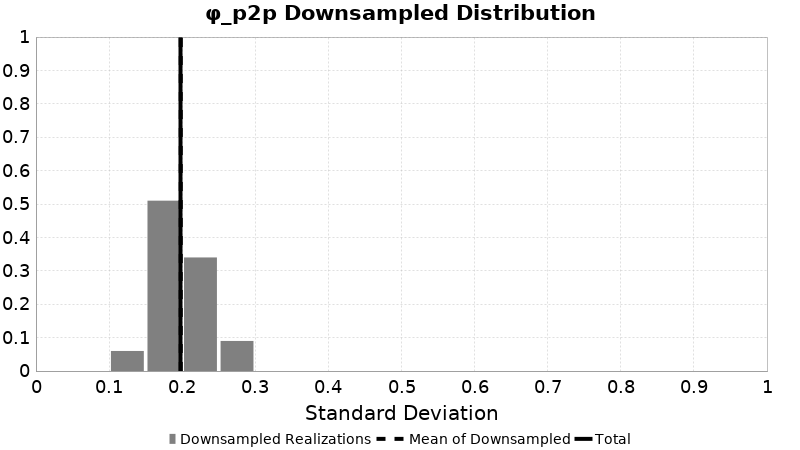 φ_p2p Downsampled Distribution
1
0.9
0.8
0.7
0.6
0.5
0.4
0.3
0.2
0.1
0
0 0.1 0.2 0.3 0.4 0.5 0.6 0.7 0.8 0.9 1
Standard Deviation
Downsampled Realizations Mean of Downsampled Total